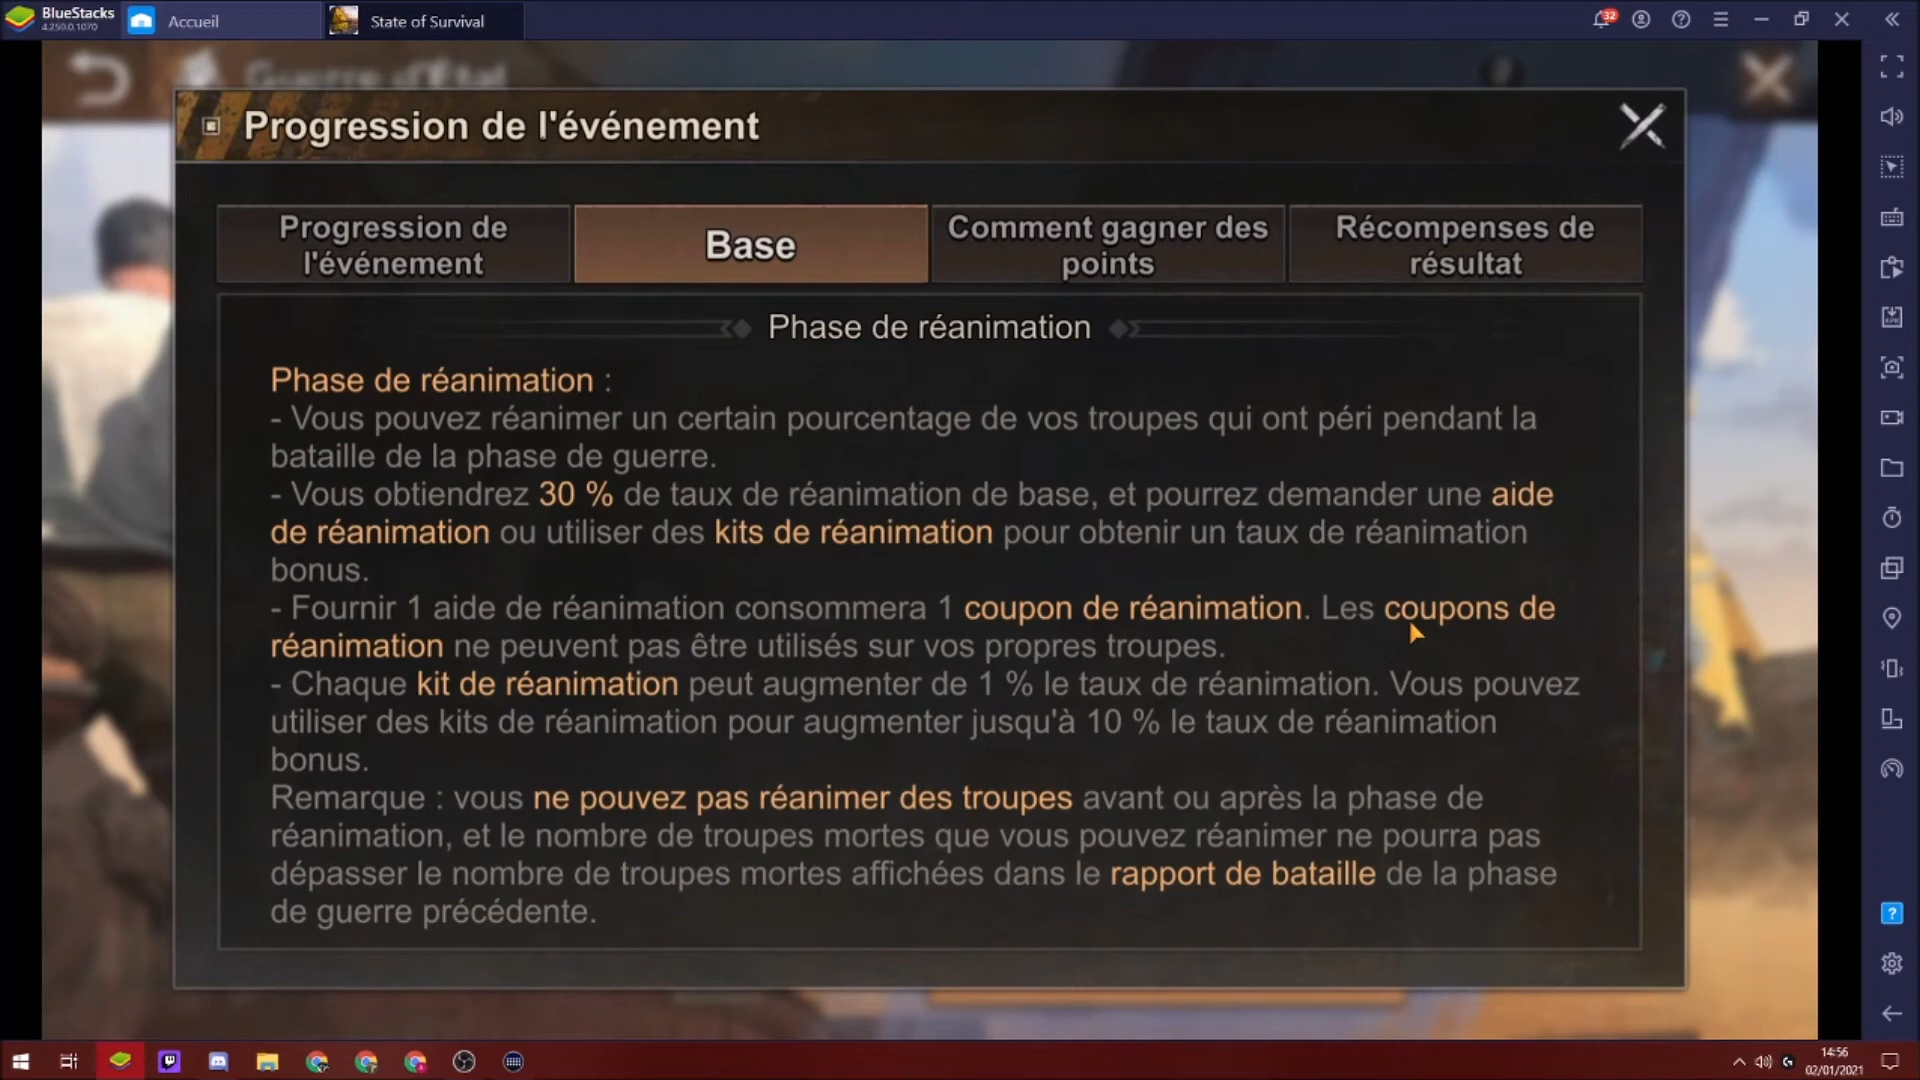 BlueStacks
4.250.0.1070
Accueil
State of Survival
32
Guerre d'État
Progression de l'événement
Progression de
l'événement
Base
Comment gagner des
points
Récompenses de
résultat
Phase de réanimation
Phase de réanimation :
- Vous pouvez réanimer un certain pourcentage de vos troupes qui ont péri pendant la
bataille de la phase de guerre.
- Vous obtiendrez 30 % de taux de réanimation de base, et pourrez demander une aide
de réanimation ou utiliser des kits de réanimation pour obtenir un taux de réanimation
bonus.
- Fournir 1 aide de réanimation consommera 1 coupon de réanimation. Les coupons de
réanimation ne peuvent pas être utilisés sur vos propres troupes.
- Chaque kit de réanimation peut augmenter de 1 % le taux de réanimation. Vous pouvez
utiliser des kits de réanimation pour augmenter jusqu'à 10 % le taux de réanimation
bonus.
Remarque : vous ne pouvez pas réanimer des troupes avant ou après la phase de
réanimation, et le nombre de troupes mortes que vous pouvez réanimer ne pourra pas
dépasser le nombre de troupes mortes affichées dans le rapport de bataille de la phase
de guerre précédente.
14:56
02/01/2021